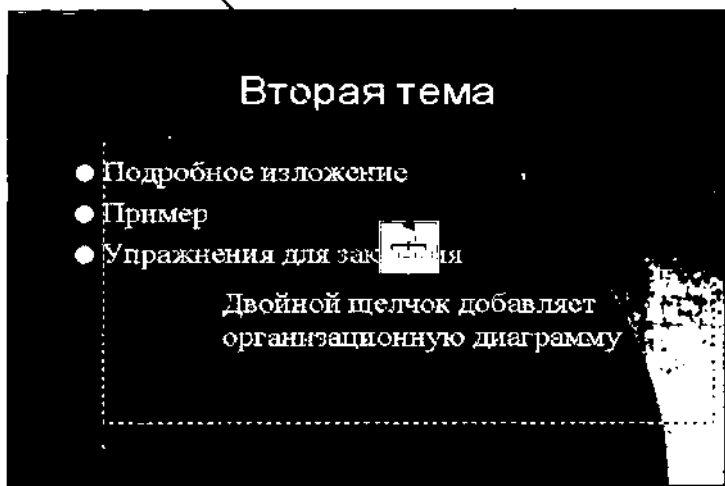 Вторая тема
Подробное изложение
Пример
Упражнения для
Двойной щелчок добавляет
организационную диаграмму